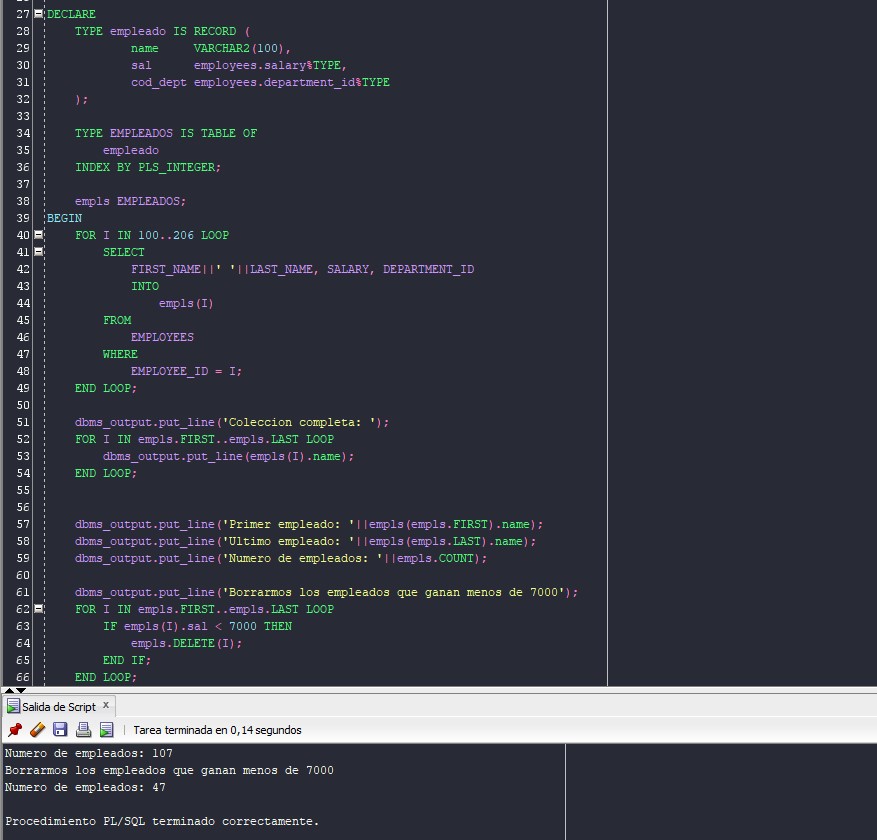 27 DECLARE
28 TYPE empleado IS RECORD (
29 name VARCHAR2(100),
30 sal employees.salary%TYPE,
31 cod_dept employees.department_id%TYPE
32 );
33
34 TYPE EMPLEADOS IS TABLE OF
35 empleado
36 INDEX BY PLS_INTEGER;
37
38 empls EMPLEADOS;
39 BEGIN
40 FOR I IN 100..206 LOOP
41 SELECT
42 FIRST_NAME||' '||LAST_NAME, SALARY, DEPARTMENT_ID
43 INTO
44 empls(I)
45 FROM
46 EMPLOYEES
47 WHERE
48 EMPLOYEE_ID = I;
49 END LOOP;
50
51 dbms_output.put_line('Coleccion completa: ');
52 FOR I IN empls.FIRST..empls.LAST LOOP
53 dbms_output.put_line(empls(I).name);
54 END LOOP;
55
56
57 dbms_output.put_line('Primer empleado: '||empls(empls.FIRST).name);
58 dbms_output.put_line('Ultimo empleado: '||empls(empls.LAST).name);
59 dbms_output.put_line('Numero de empleados: '||empls.COUNT);
60
61 dbms_output.put_line('Borrarmos los empleados que ganan menos de 7000');
62 FOR I IN empls.FIRST..empls.LAST LOOP
63 IF empls(I).sal < 7000 THEN
64 empls.DELETE(I);
65 END IF;
66 END LOOP;
Salida de Script x
Tarea terminada en 0,14 segundos
Numero de empleados: 107
Borrarmos los empleados que ganan menos de 7000
Numero de empleados: 47
Procedimiento PL/SQL terminado correctamente.